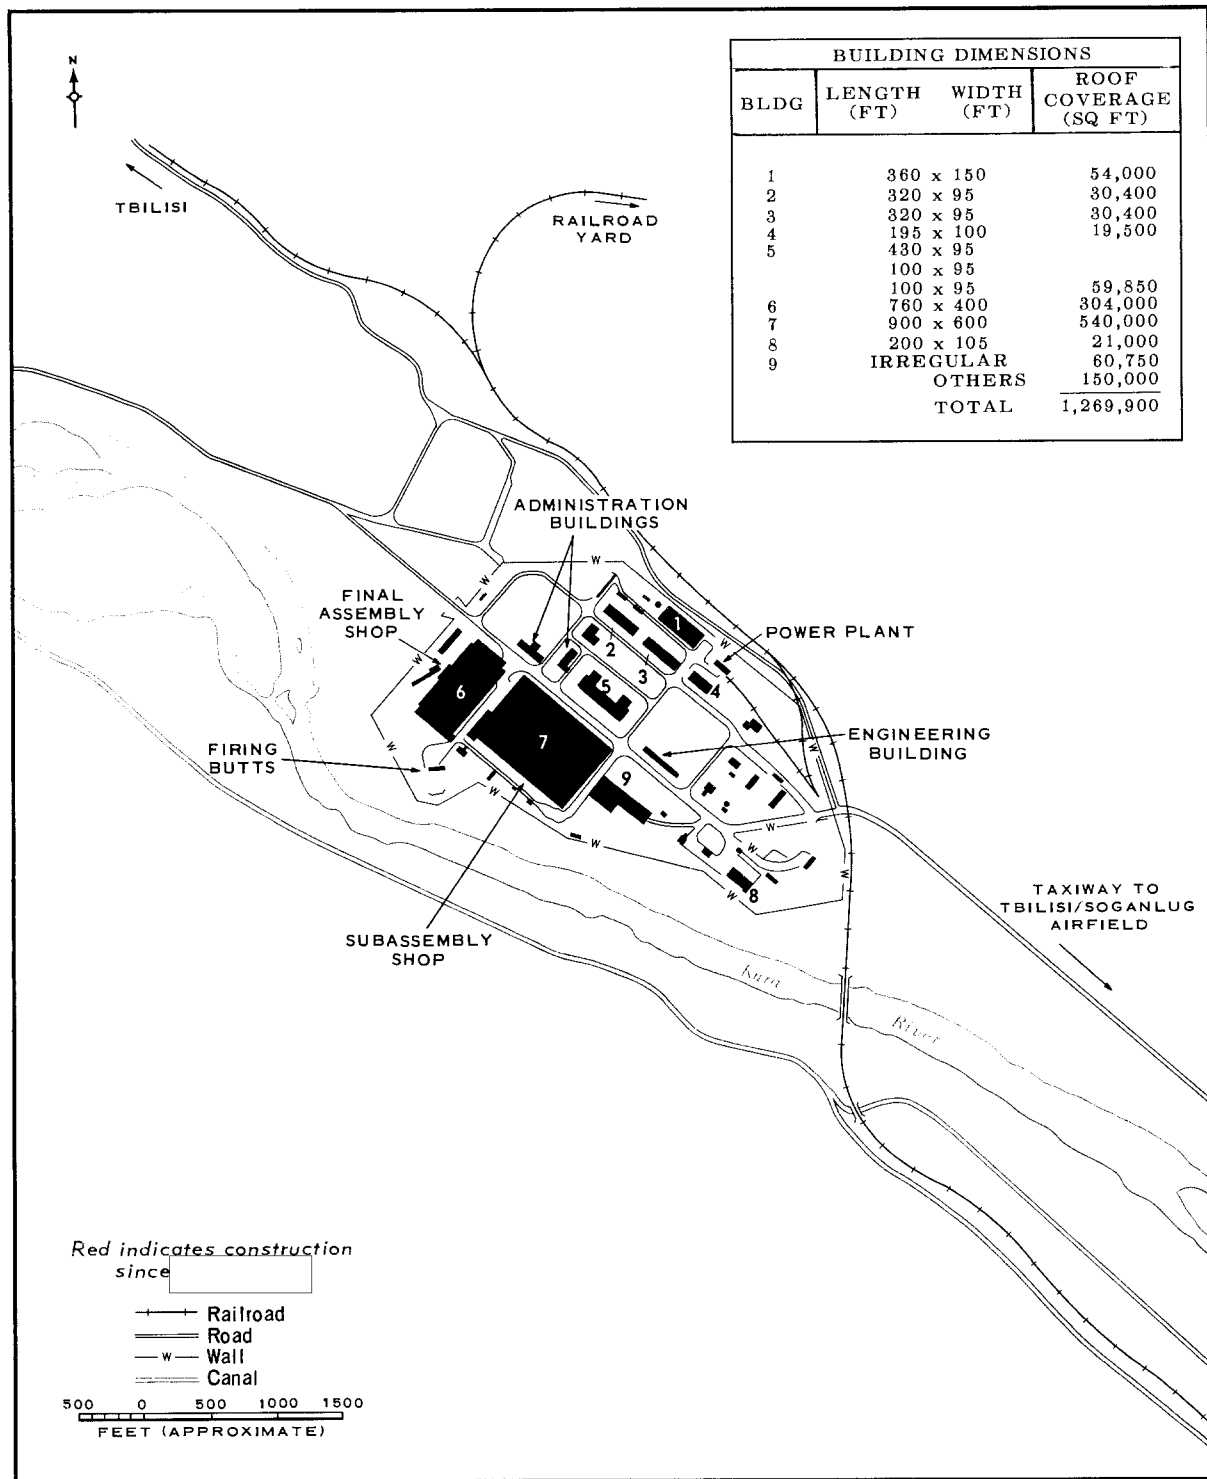 BUILDING DIMENSIONS
BLDG LENGTH (FT) WIDTH (FT) ROOF COVERAGE (SQ FT)
1 360 x 150 54,000
2 320 x 95 30,400
3 320 x 95 30,400
4 195 x 100 19,500
5 430 x 95
100 x 95
100 x 95 59,850
6 760 x 400 304,000
7 900 x 600 540,000
8 200 x 105 21,000
9 IRREGULAR 60,750
OTHERS 150,000
TOTAL 1,269,900
N
TBILISI
RAILROAD
YARD
ADMINISTRATION
BUILDINGS
W
W
FINAL
ASSEMBLY
SHOP
1
W
POWER PLANT
2
3
4
5
6
7
W
W
FIRING
BUTTS
ENGINEERING
BUILDING
W
9
W
W
W
W
W
W
8
SUBASSEMBLY
SHOP
TAXIWAY TO
TBILISI/SOGANLUG
AIRFIELD
Kura
River
Red indicates construction
since
Railroad
Road
W Wall
Canal
500 0 500 1000 1500
FEET (APPROXIMATE)